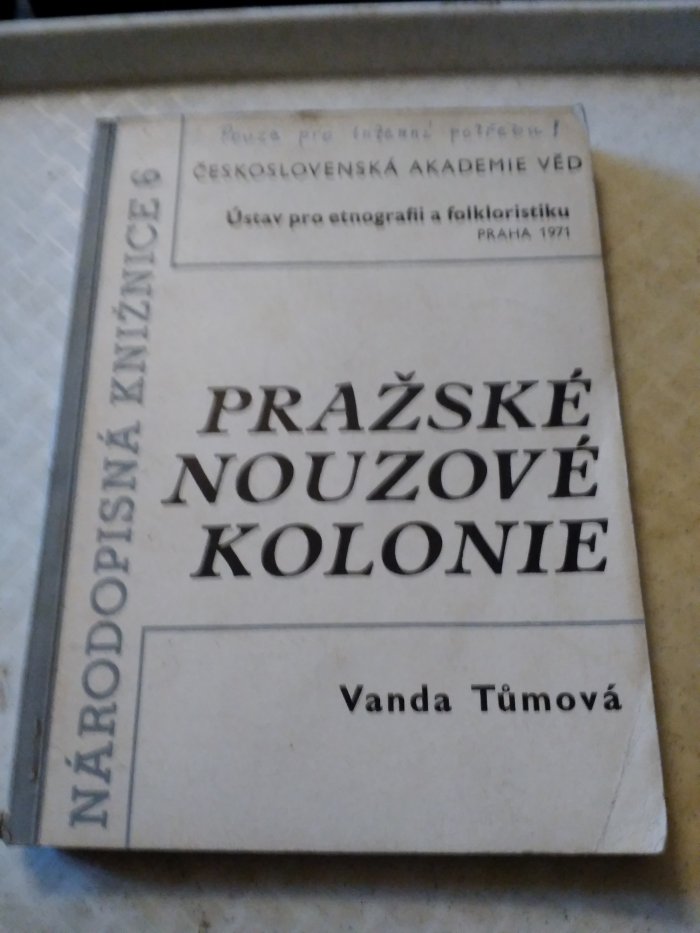 Pouze pro interní potřebu!
ČESKOSLOVENSKÁ AKADEMIE VĚD
Ústav pro etnografii a folkloristiku
PRAHA 1971
NÁRODOPISNÁ KNIŽNICE 6
PRAŽSKÉ
NOUZOVÉ
KOLONIE
Vanda Tůmová